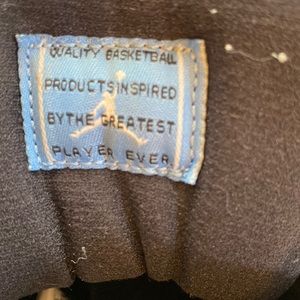 QUALITY BASKETBALL
PRODUCTS INSPIRED
BY THE GREATEST
PLAYER EVER.